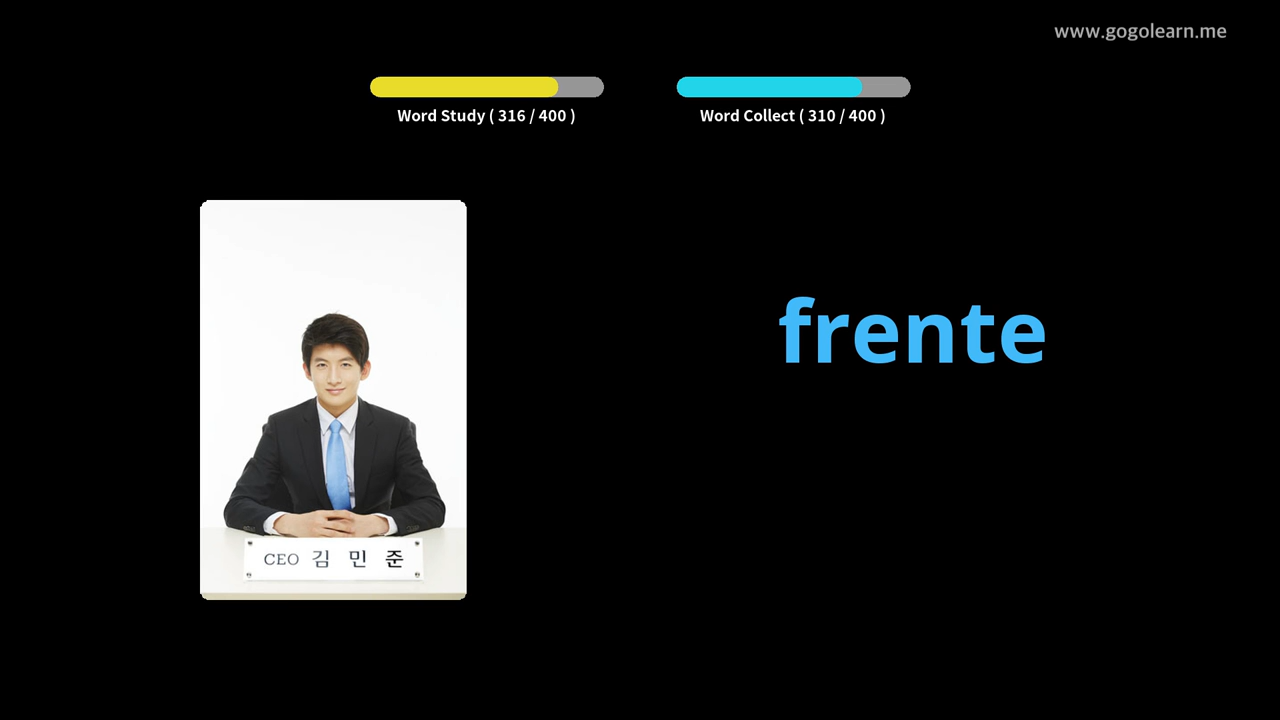 www.gogolearn.me
Word Study ( 316 / 400 )
Word Collect ( 310 / 400 )
frente
CEO 김 민 준